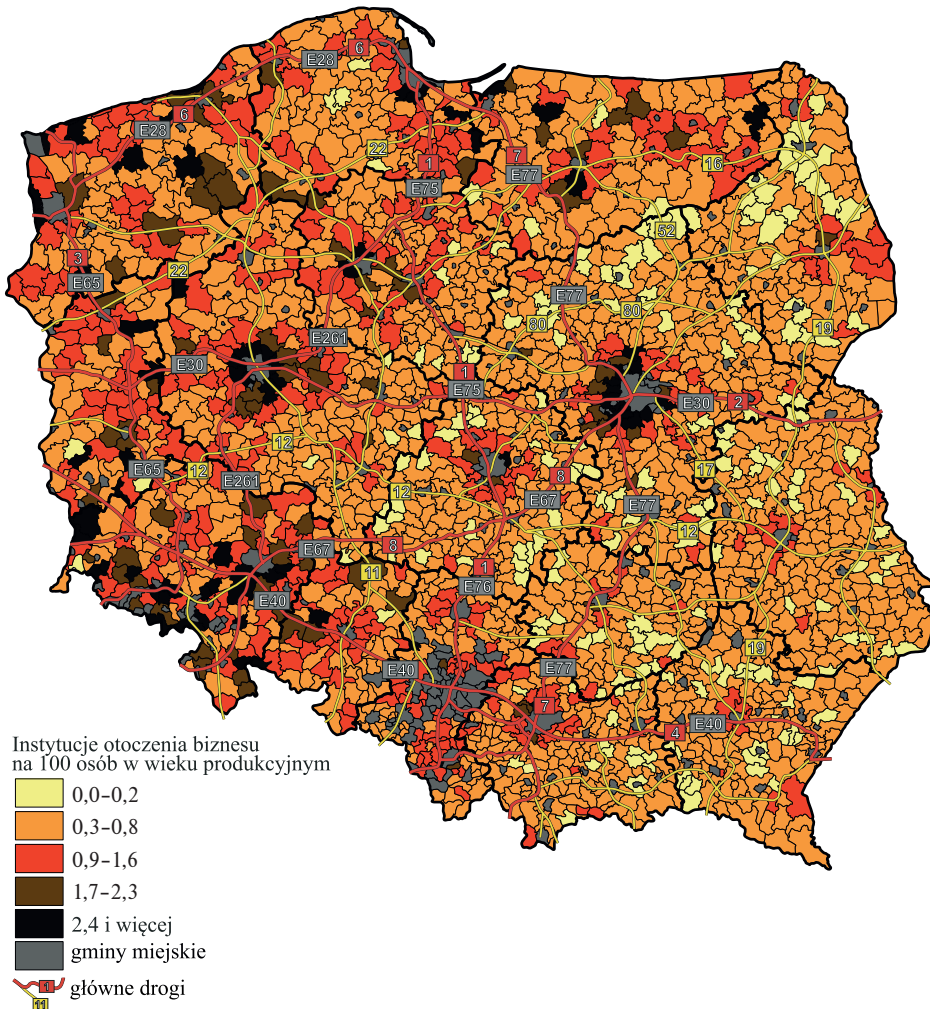 6
E28
6
E28
22
1
7
E75
E77
16
52
3
E65
22
E77
80
80
19
E261
E30
1
E75
E30
2
12
E65
12
E261
12
8
E67
17
E77
12
E67
8
11
1
E76
E40
19
E40
E77
7
4
E40
Instytucje otoczenia biznesu
na 100 osób w wieku produkcyjnym
0,0–0,2
0,3–0,8
0,9–1,6
1,7–2,3
2,4 i więcej
gminy miejskie
1
główne drogi
11